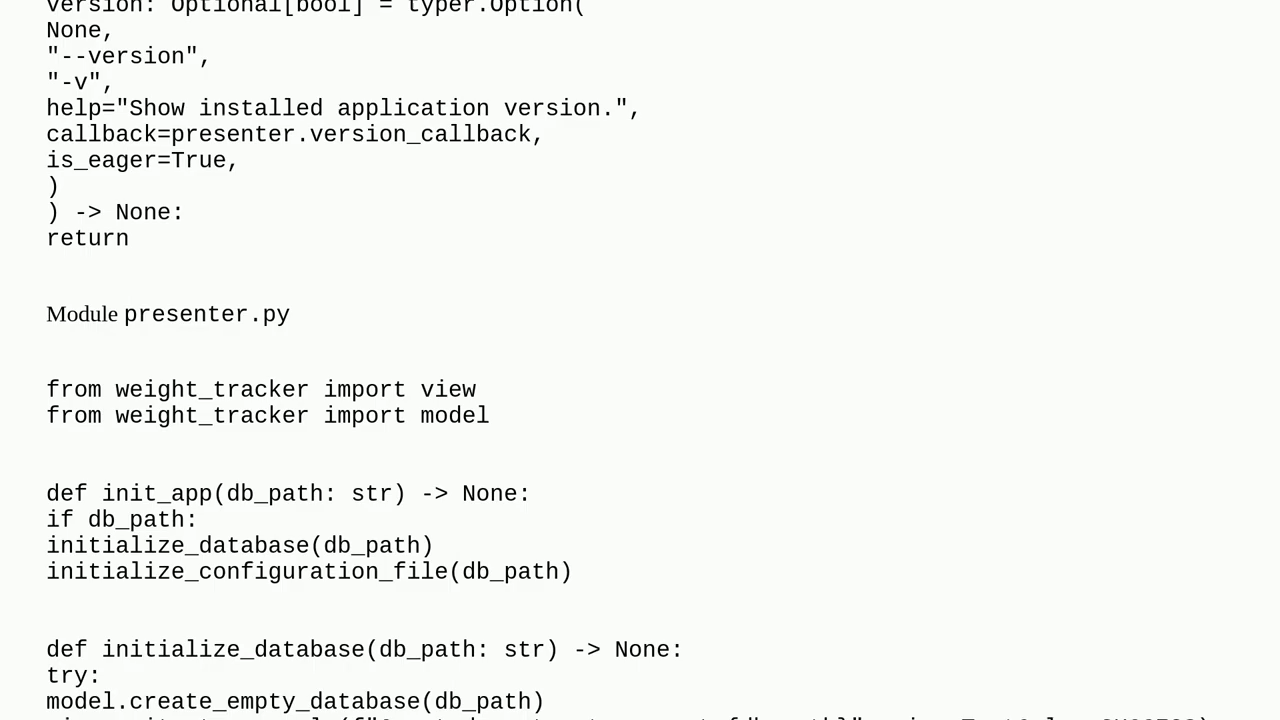 version: Optional[bool] = typer.Option(
None,
"--version",
"-v",
help="Show installed application version.",
callback=presenter.version_callback,
is_eager=True,
)
) -> None:
return
Module presenter.py
from weight_tracker import view
from weight_tracker import model
def init_app(db_path: str) -> None:
if db_path:
initialize_database(db_path)
initialize_configuration_file(db_path)
def initialize_database(db_path: str) -> None:
try:
model.create_empty_database(db_path)